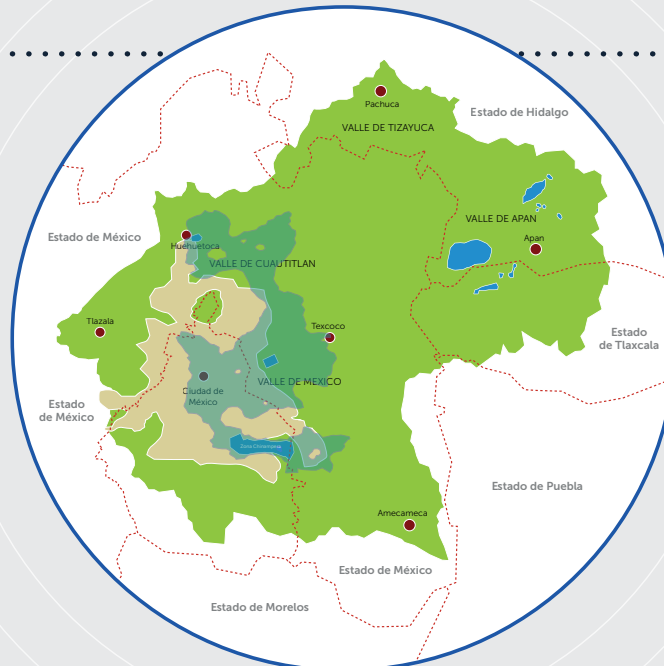 Pachuca
Estado de Hidalgo
VALLE DE TIZAYUCA
VALLE DE APAN
Estado de México
Apan
Huehuetoca
VALLE DE CUAUTITLAN
Tlazala
Texcoco
Estado
de Tlaxcala
VALLE DE MEXICO
Ciudad de
México
Estado
de México
Zona Chinampera
Estado de Puebla
Amecameca
Estado de México
Estado de Morelos